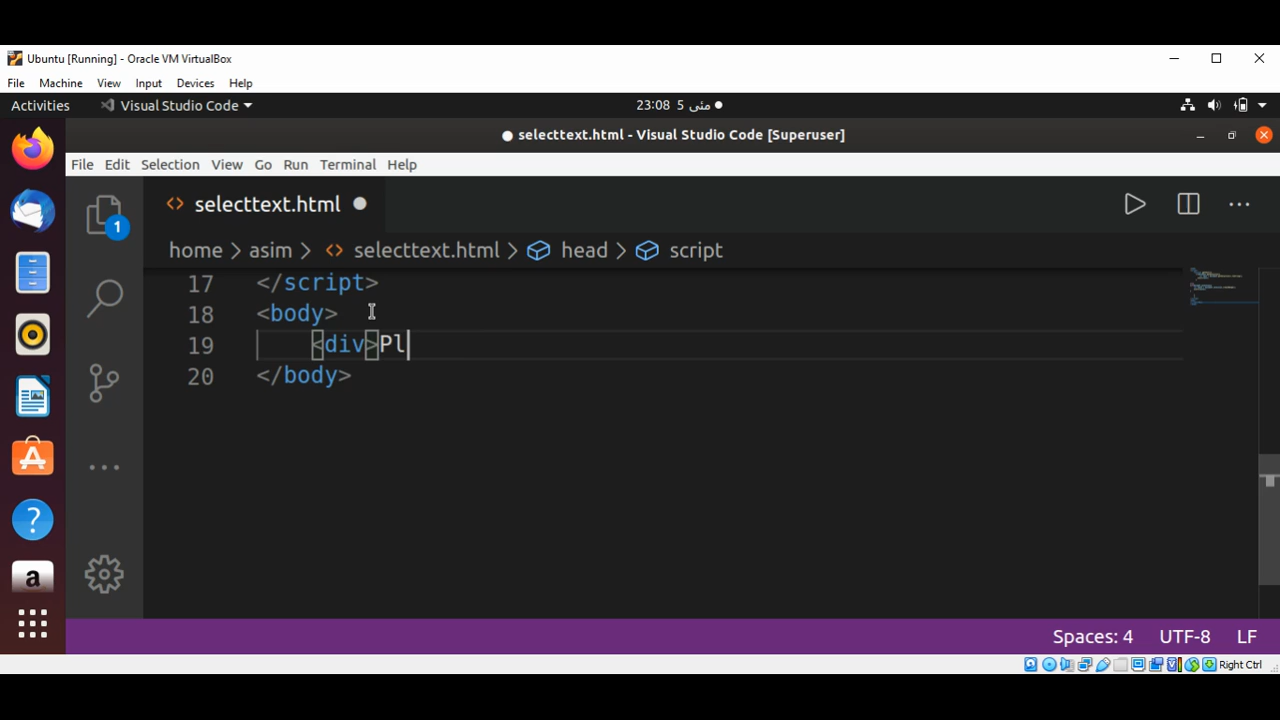 Ubuntu [Running] - Oracle VM VirtualBox
File Machine View Input Devices Help
Activities Visual Studio Code 23:08 5 مئی
selecttext.html - Visual Studio Code [Superuser]
File Edit Selection View Go Run Terminal Help
selecttext.html
1
home > asim > selecttext.html > head > script
17 </script>
18 <body>
19 <div>Pl
20 </body>
a
Spaces: 4 UTF-8 LF
Right Ctrl